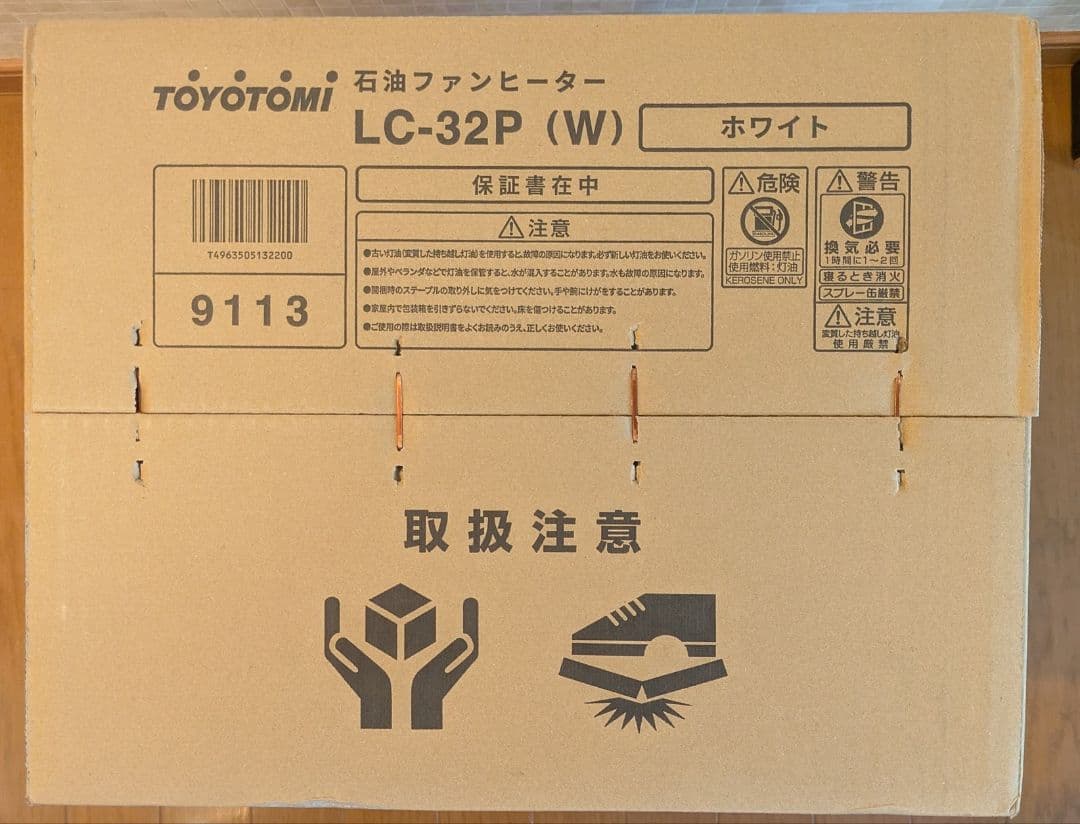 TOYOTOMI
石油ファンヒーター
LC-32P (W)
ホワイト
T4963505132200
9113
保証書在中
⚠注意
●古い灯油(変質した持ち越し灯油)を使用すると、故障の原因になります。必ず新しい灯油をお使いください。
●屋外やベランダなどで灯油を保管すると、水が混入することがあります。水も故障の原因になります。
●開梱時のステープルの取り外しに気をつけてください。手や腕にけがをすることがあります。
●家屋内で包装箱を引きずらないでください。床を傷つけることがあります。
●ご使用の際は取扱説明書をよくお読みのうえ、正しくお使いください。
⚠危険
GASOLINE
ガソリン使用禁止
使用燃料:灯油
KEROSENE ONLY
⚠警告
換気必要
1時間に1~2回
寝るとき消火
スプレー缶厳禁
⚠注意
変質した持ち越し灯油
使用厳禁
取扱注意